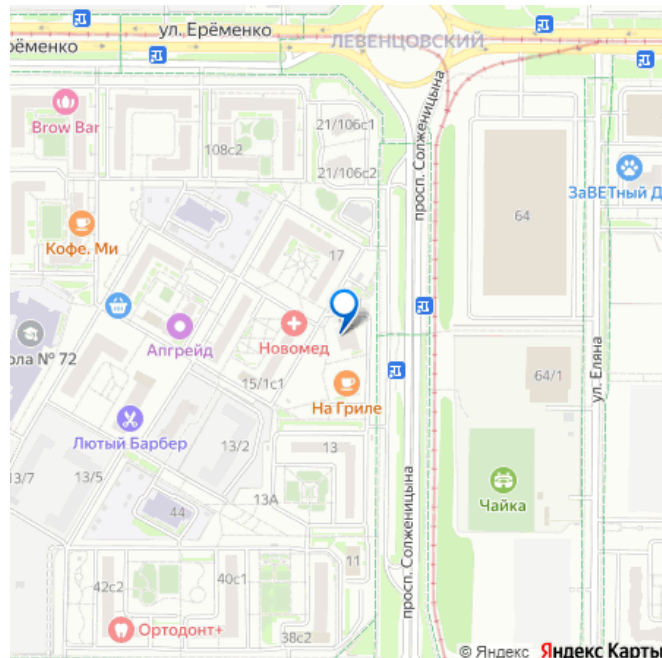 ул. Ерёменко
рёменко
ЛЕВЕНЦОВСКИЙ
Brow Bar
21/106с1
108с2
21/106с2
просп. Солженицына
64
ЗаВЕТный Д
Кофе. Ми
17
ола № 72
Апгрейд
Новомед
15/1с1
На Гриле
64/1
ул. Еляна
Лютый Барбер
13/2
13
13/7
13/5
13А
Чайка
44
просп. Солженицына
11
42с2
40с1
Ортодонт+
38с2
© Яндекс Яндекс Карты